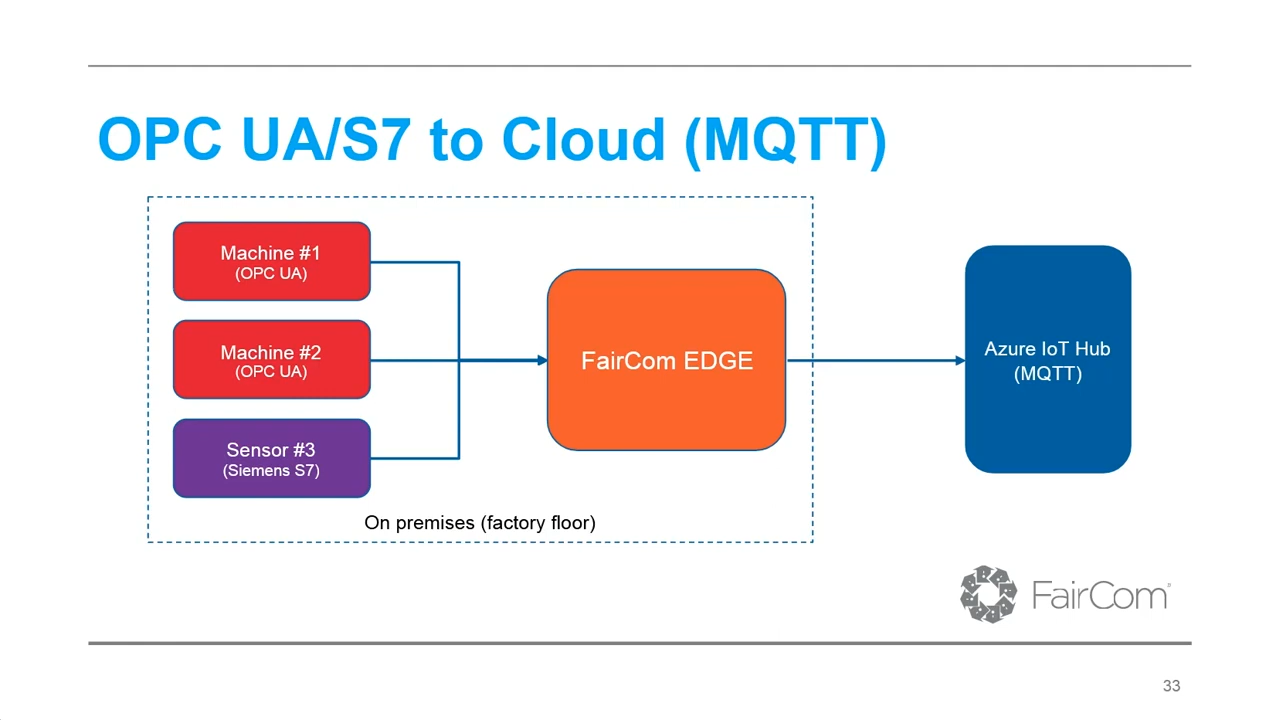 OPC UA/S7 to Cloud (MQTT)
Machine #1
(OPC UA)
Machine #2
(OPC UA)
Sensor #3
(Siemens S7)
FairCom EDGE
Azure IoT Hub
(MQTT)
On premises (factory floor)
FairCom®
33